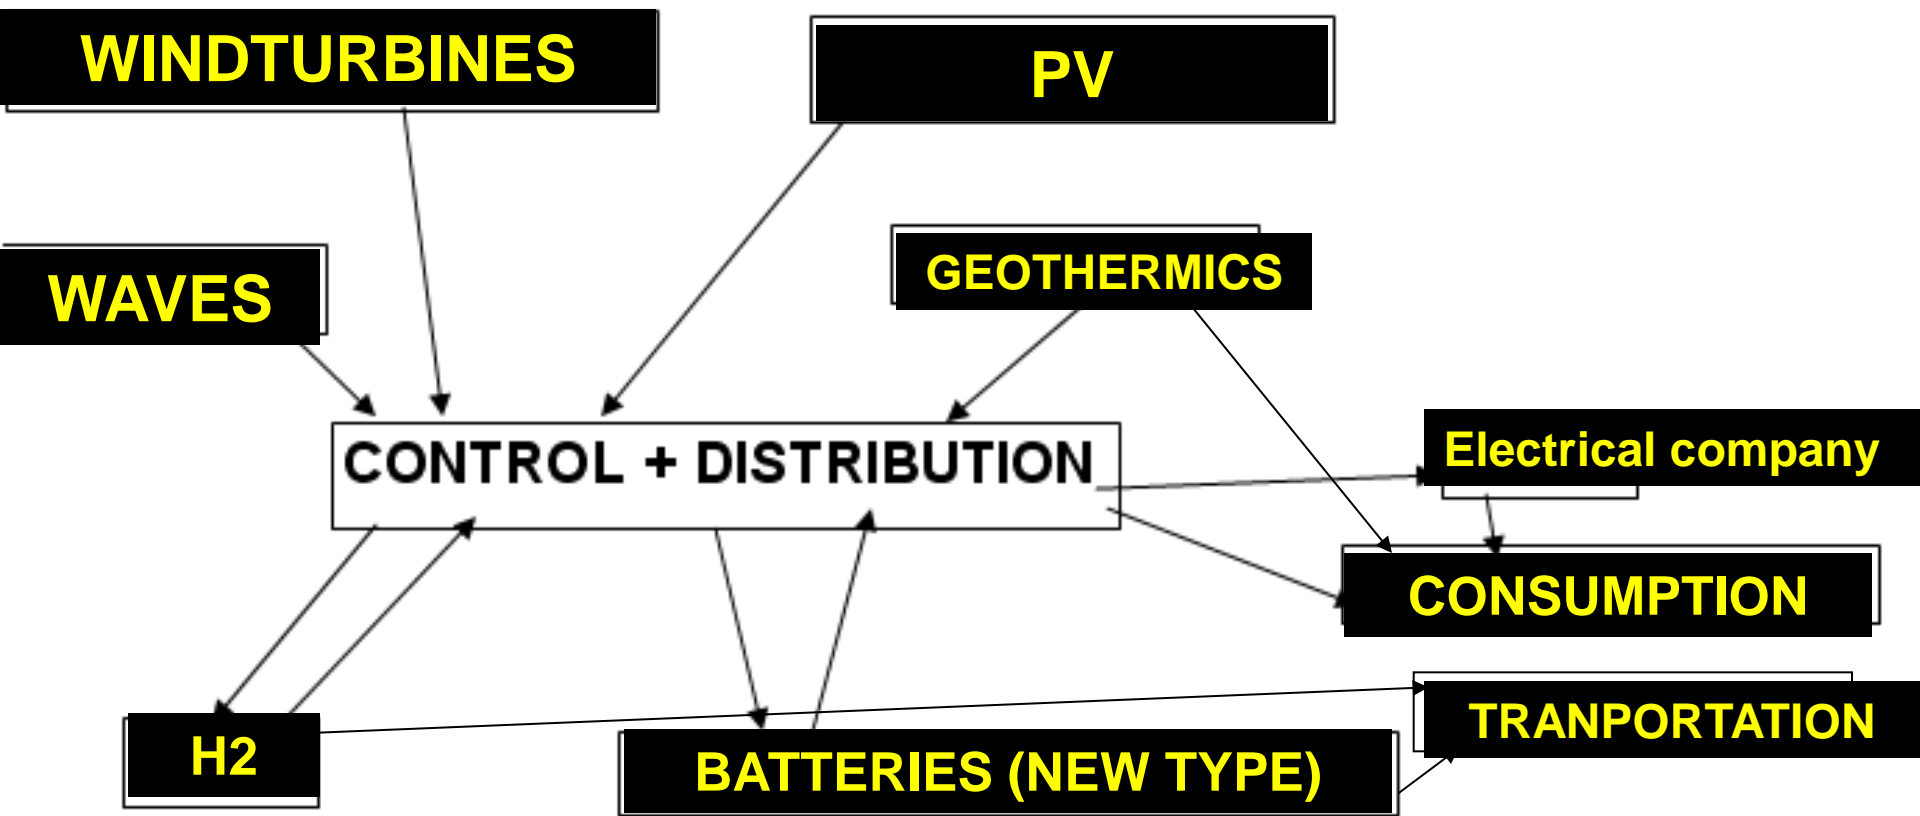 WINDTURBINES
PV
WAVES
GEOTHERMICS
CONTROL + DISTRIBUTION
Electrical company
CONSUMPTION
TRANPORTATION
H2
BATTERIES (NEW TYPE)